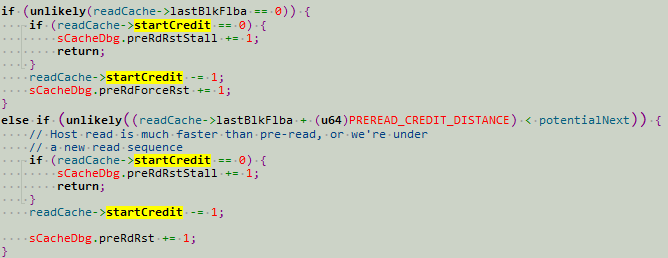 if (unlikely(readCache->lastBlkFlba == 0)) {
if (readCache->startCredit == 0) {
sCacheDbg.preRdRstStall += 1;
return;
}
readCache->startCredit -= 1;
sCacheDbg.preRdForceRst += 1;
}
else if (unlikely((readCache->lastBlkFlba + (u64)PREREAD_CREDIT_DISTANCE) < potentialNext)) {
// Host read is much faster than pre-read, or we're under
// a new read sequence
if (readCache->startCredit == 0) {
sCacheDbg.preRdRstStall += 1;
return;
}
readCache->startCredit -= 1;
sCacheDbg.preRdRst += 1;
}